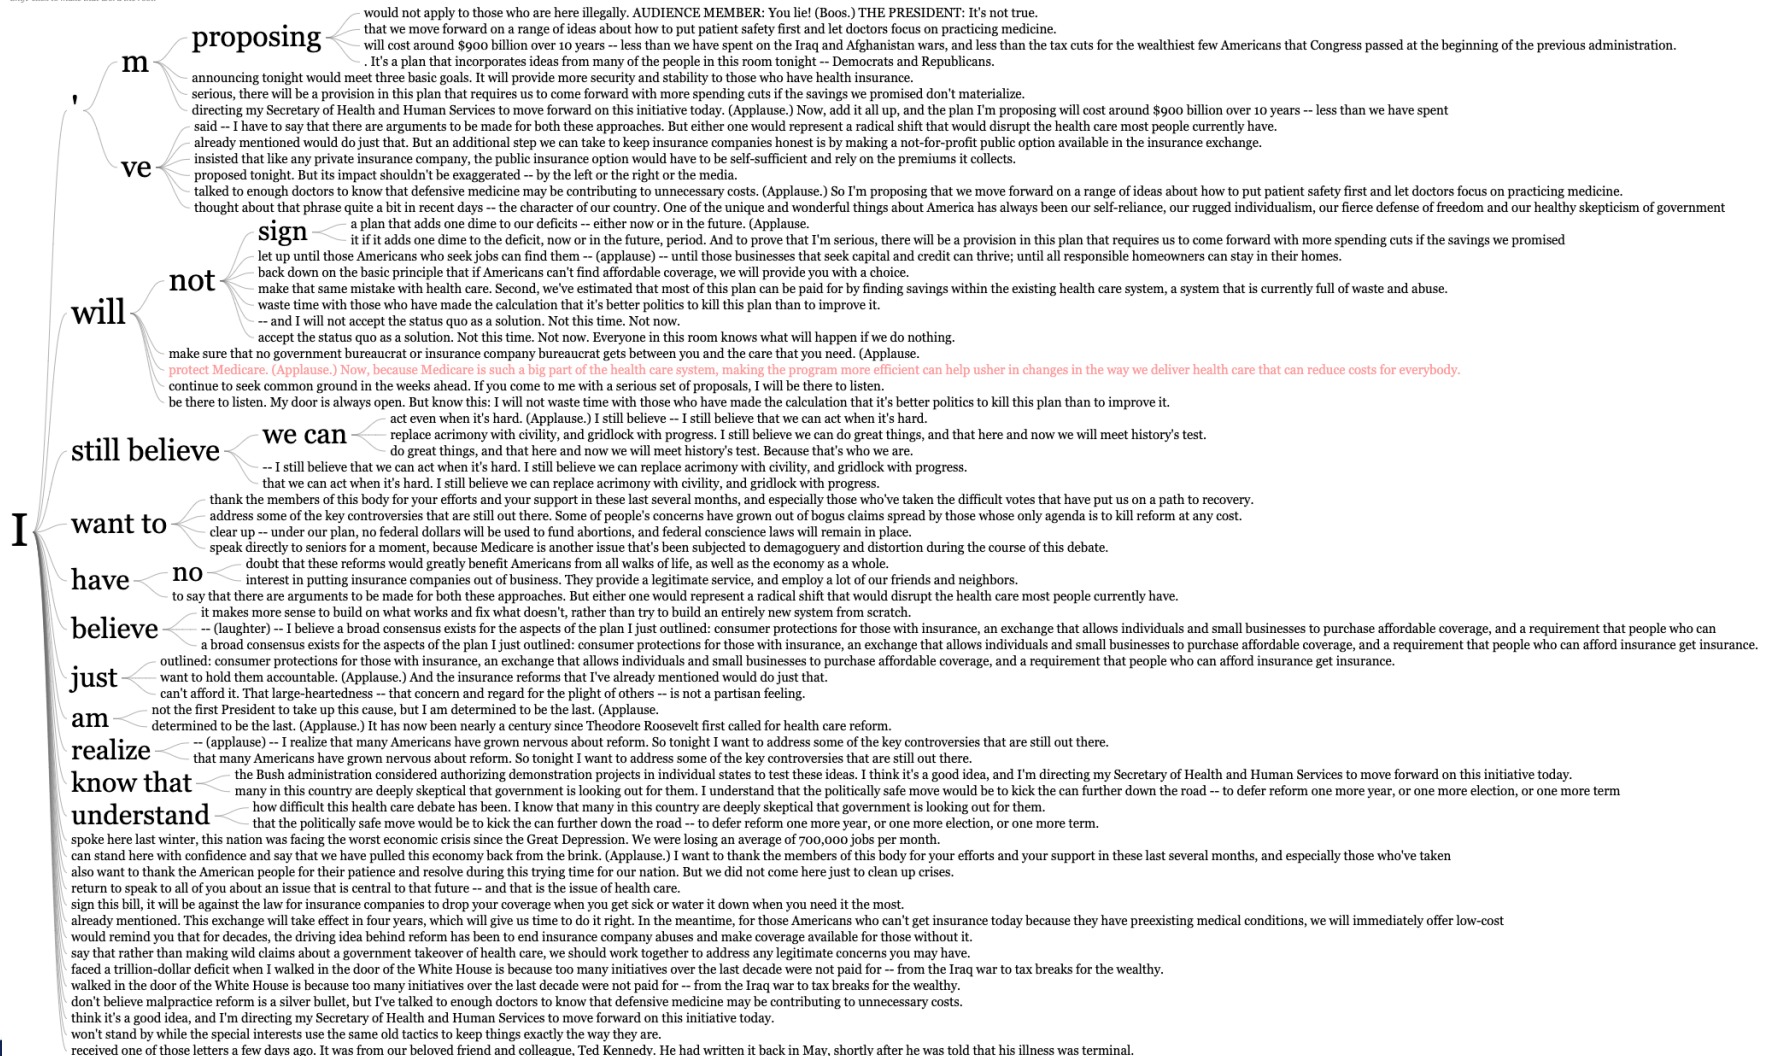 would not apply to those who are here illegally. AUDIENCE MEMBER: You lie! (Boos.) THE PRESIDENT: It's not true.
proposing
that we move forward on a range of ideas about how to put patient safety first and let doctors focus on practicing medicine.
will cost around $900 billion over 10 years -- less than we have spent on the Iraq and Afghanistan wars, and less than the tax cuts for the wealthiest few Americans that Congress passed at the beginning of the previous administration.
m
. It's a plan that incorporates ideas from many of the people in this room tonight -- Democrats and Republicans.
announcing tonight would meet three basic goals. It will provide more security and stability to those who have health insurance.
serious, there will be a provision in this plan that requires us to come forward with more spending cuts if the savings we promised don't materialize.
'
directing my Secretary of Health and Human Services to move forward on this initiative today. (Applause.) Now, add it all up, and the plan I'm proposing will cost around $900 billion over 10 years -- less than we have spent
said -- I have to say that there are arguments to be made for both these approaches. But either one would represent a radical shift that would disrupt the health care most people currently have.
already mentioned would do just that. But an additional step we can take to keep insurance companies honest is by making a not-for-profit public option available in the insurance exchange.
ve
insisted that like any private insurance company, the public insurance option would have to be self-sufficient and rely on the premiums it collects.
proposed tonight. But its impact shouldn't be exaggerated -- by the left or the right or the media.
talked to enough doctors to know that defensive medicine may be contributing to unnecessary costs. (Applause.) So I'm proposing that we move forward on a range of ideas about how to put patient safety first and let doctors focus on practicing medicine.
thought about that phrase quite a bit in recent days -- the character of our country. One of the unique and wonderful things about America has always been our self-reliance, our rugged individualism, our fierce defense of freedom and our healthy skepticism of government
sign
a plan that adds one dime to our deficits -- either now or in the future. (Applause.
it if it adds one dime to the deficit, now or in the future, period. And to prove that I'm serious, there will be a provision in this plan that requires us to come forward with more spending cuts if the savings we promised
let up until those Americans who seek jobs can find them -- (applause) -- until those businesses that seek capital and credit can thrive; until all responsible homeowners can stay in their homes.
not
back down on the basic principle that if Americans can't find affordable coverage, we will provide you with a choice.
make that same mistake with health care. Second, we've estimated that most of this plan can be paid for by finding savings within the existing health care system, a system that is currently full of waste and abuse.
will
waste time with those who have made the calculation that it's better politics to kill this plan than to improve it.
-- and I will not accept the status quo as a solution. Not this time. Not now.
accept the status quo as a solution. Not this time. Not now. Everyone in this room knows what will happen if we do nothing.
make sure that no government bureaucrat or insurance company bureaucrat gets between you and the care that you need. (Applause.
protect Medicare. (Applause.) Now, because Medicare is such a big part of the health care system, making the program more efficient can help usher in changes in the way we deliver health care that can reduce costs for everybody.
continue to seek common ground in the weeks ahead. If you come to me with a serious set of proposals, I will be there to listen.
be there to listen. My door is always open. But know this: I will not waste time with those who have made the calculation that it's better politics to kill this plan than to improve it.
act even when it's hard. (Applause.) I still believe -- I still believe that we can act when it's hard.
we can
replace acrimony with civility, and gridlock with progress. I still believe we can do great things, and that here and now we will meet history's test.
still believe
do great things, and that here and now we will meet history's test. Because that's who we are.
-- I still believe that we can act when it's hard. I still believe we can replace acrimony with civility, and gridlock with progress.
that we can act when it's hard. I still believe we can replace acrimony with civility, and gridlock with progress.
I
thank the members of this body for your efforts and your support in these last several months, and especially those who've taken the difficult votes that have put us on a path to recovery.
want to
address some of the key controversies that are still out there. Some of people's concerns have grown out of bogus claims spread by those whose only agenda is to kill reform at any cost.
clear up -- under our plan, no federal dollars will be used to fund abortions, and federal conscience laws will remain in place.
speak directly to seniors for a moment, because Medicare is another issue that's been subjected to demagoguery and distortion during the course of this debate.
have
no
doubt that these reforms would greatly benefit Americans from all walks of life, as well as the economy as a whole.
interest in putting insurance companies out of business. They provide a legitimate service, and employ a lot of our friends and neighbors.
to say that there are arguments to be made for both these approaches. But either one would represent a radical shift that would disrupt the health care most people currently have.
believe
it makes more sense to build on what works and fix what doesn't, rather than try to build an entirely new system from scratch.
-- (laughter) -- I believe a broad consensus exists for the aspects of the plan I just outlined: consumer protections for those with insurance, an exchange that allows individuals and small businesses to purchase affordable coverage, and a requirement that people who can
a broad consensus exists for the aspects of the plan I just outlined: consumer protections for those with insurance, an exchange that allows individuals and small businesses to purchase affordable coverage, and a requirement that people who can afford insurance get insurance.
just
outlined: consumer protections for those with insurance, an exchange that allows individuals and small businesses to purchase affordable coverage, and a requirement that people who can afford insurance get insurance.
want to hold them accountable. (Applause.) And the insurance reforms that I've already mentioned would do just that.
can't afford it. That large-heartedness -- that concern and regard for the plight of others -- is not a partisan feeling.
am
not the first President to take up this cause, but I am determined to be the last. (Applause.
determined to be the last. (Applause.) It has now been nearly a century since Theodore Roosevelt first called for health care reform.
realize
-- (applause) -- I realize that many Americans have grown nervous about reform. So tonight I want to address some of the key controversies that are still out there.
that many Americans have grown nervous about reform. So tonight I want to address some of the key controversies that are still out there.
know that
the Bush administration considered authorizing demonstration projects in individual states to test these ideas. I think it's a good idea, and I'm directing my Secretary of Health and Human Services to move forward on this initiative today.
many in this country are deeply skeptical that government is looking out for them. I understand that the politically safe move would be to kick the can further down the road -- to defer reform one more year, or one more election, or one more term
understand
how difficult this health care debate has been. I know that many in this country are deeply skeptical that government is looking out for them.
that the politically safe move would be to kick the can further down the road -- to defer reform one more year, or one more election, or one more term.
spoke here last winter, this nation was facing the worst economic crisis since the Great Depression. We were losing an average of 700,000 jobs per month.
can stand here with confidence and say that we have pulled this economy back from the brink. (Applause.) I want to thank the members of this body for your efforts and your support in these last several months, and especially those who've taken
also want to thank the American people for their patience and resolve during this trying time for our nation. But we did not come here just to clean up crises.
return to speak to all of you about an issue that is central to that future -- and that is the issue of health care.
sign this bill, it will be against the law for insurance companies to drop your coverage when you get sick or water it down when you need it the most.
already mentioned. This exchange will take effect in four years, which will give us time to do it right. In the meantime, for those Americans who can't get insurance today because they have preexisting medical conditions, we will immediately offer low-cost
would remind you that for decades, the driving idea behind reform has been to end insurance company abuses and make coverage available for those without it.
say that rather than making wild claims about a government takeover of health care, we should work together to address any legitimate concerns you may have.
faced a trillion-dollar deficit when I walked in the door of the White House is because too many initiatives over the last decade were not paid for -- from the Iraq war to tax breaks for the wealthy.
walked in the door of the White House is because too many initiatives over the last decade were not paid for -- from the Iraq war to tax breaks for the wealthy.
don't believe malpractice reform is a silver bullet, but I've talked to enough doctors to know that defensive medicine may be contributing to unnecessary costs.
think it's a good idea, and I'm directing my Secretary of Health and Human Services to move forward on this initiative today.
won't stand by while the special interests use the same old tactics to keep things exactly the way they are.
received one of those letters a few days ago. It was from our beloved friend and colleague, Ted Kennedy. He had written it back in May, shortly after he was told that his illness was terminal.